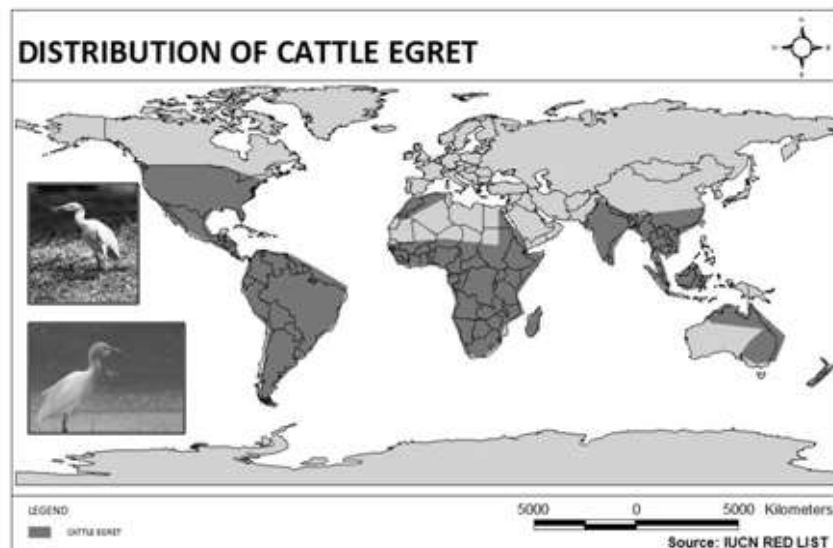 DISTRIBUTION OF CATTLE EGRET
LEGEND
CATTLE EGRET
5000 0 5000 Kilometers
Source: IUCN RED LIST